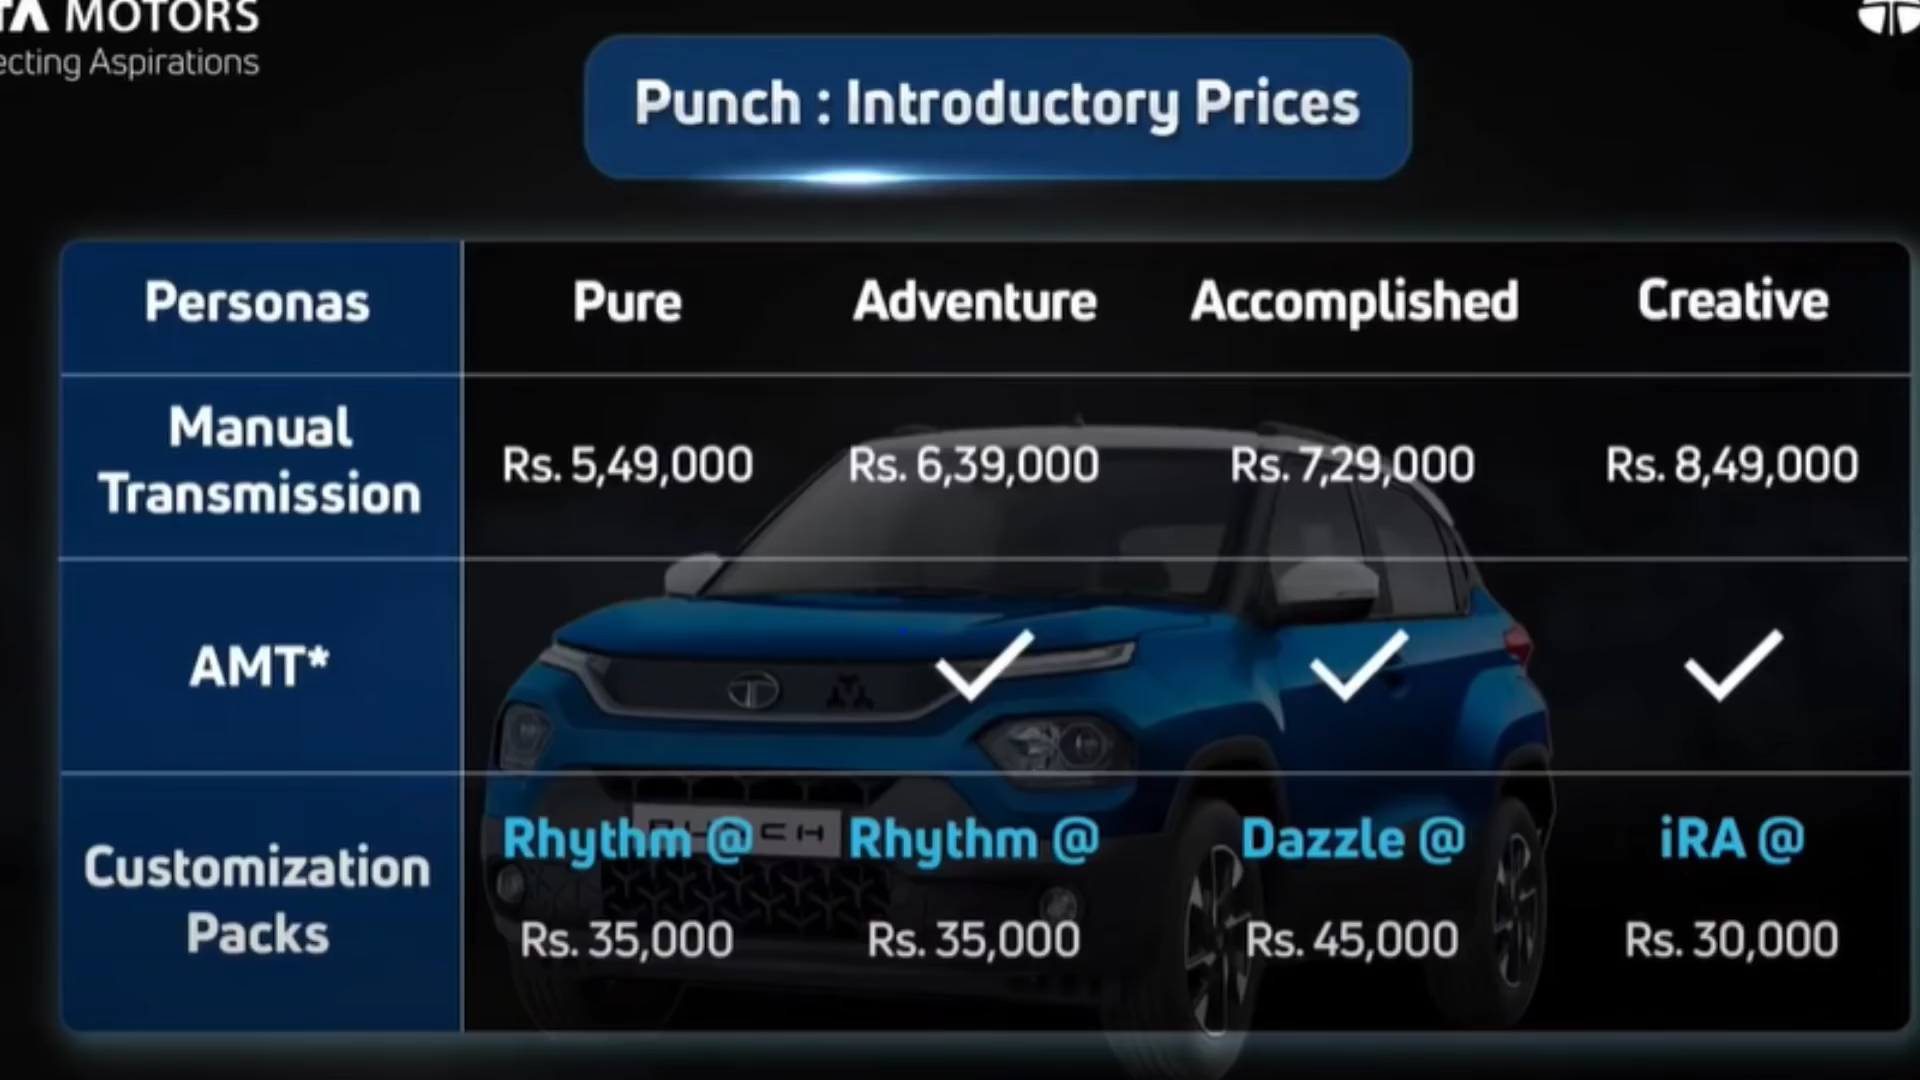 TA MOTORS
ecting Aspirations
Punch : Introductory Prices
Personas Pure Adventure Accomplished Creative
Manual Transmission Rs. 5,49,000 Rs. 6,39,000 Rs. 7,29,000 Rs. 8,49,000
AMT*
Customization Packs Rhythm @ Rhythm @ Dazzle @ iRA @
Rs. 35,000 Rs. 35,000 Rs. 45,000 Rs. 30,000